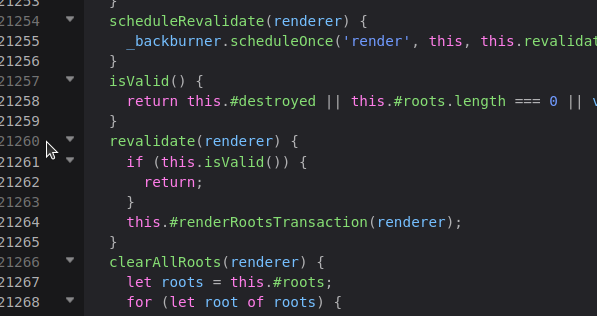 21253 }
21254 scheduleRevalidate(renderer) {
21255 _backburner.scheduleOnce('render', this, this.revalidat
21256 }
21257 isValid() {
21258 return this.#destroyed || this.#roots.length === 0 || v
21259 }
21260 revalidate(renderer) {
21261 if (this.isValid()) {
21262 return;
21263 }
21264 this.#renderRootsTransaction(renderer);
21265 }
21266 clearAllRoots(renderer) {
21267 let roots = this.#roots;
21268 for (let root of roots) {